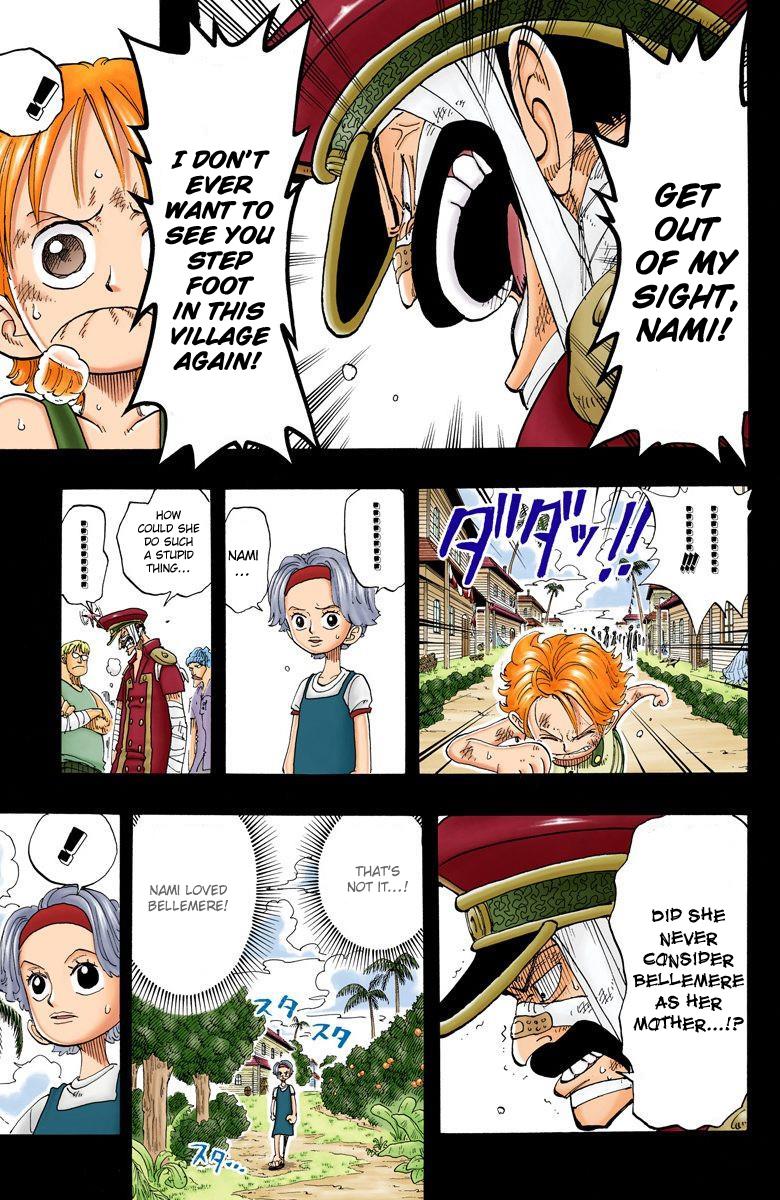 GET
OUT
OF MY
SIGHT,
NAMI!
I DON'T
EVER
WANT TO
SEE YOU
STEP
FOOT
IN THIS
VILLAGE
AGAIN!
!
.........!!!
ダダッ!!
.........
NAMI
...
HOW
COULD SHE
DO SUCH
A STUPID
THING...
.........
DID SHE
NEVER
CONSIDER
BELLEMERE
AS HER
MOTHER...!?
THAT'S
NOT IT...!
NAMI LOVED
BELLEMERE!
スタ
スタ
スタ...
!